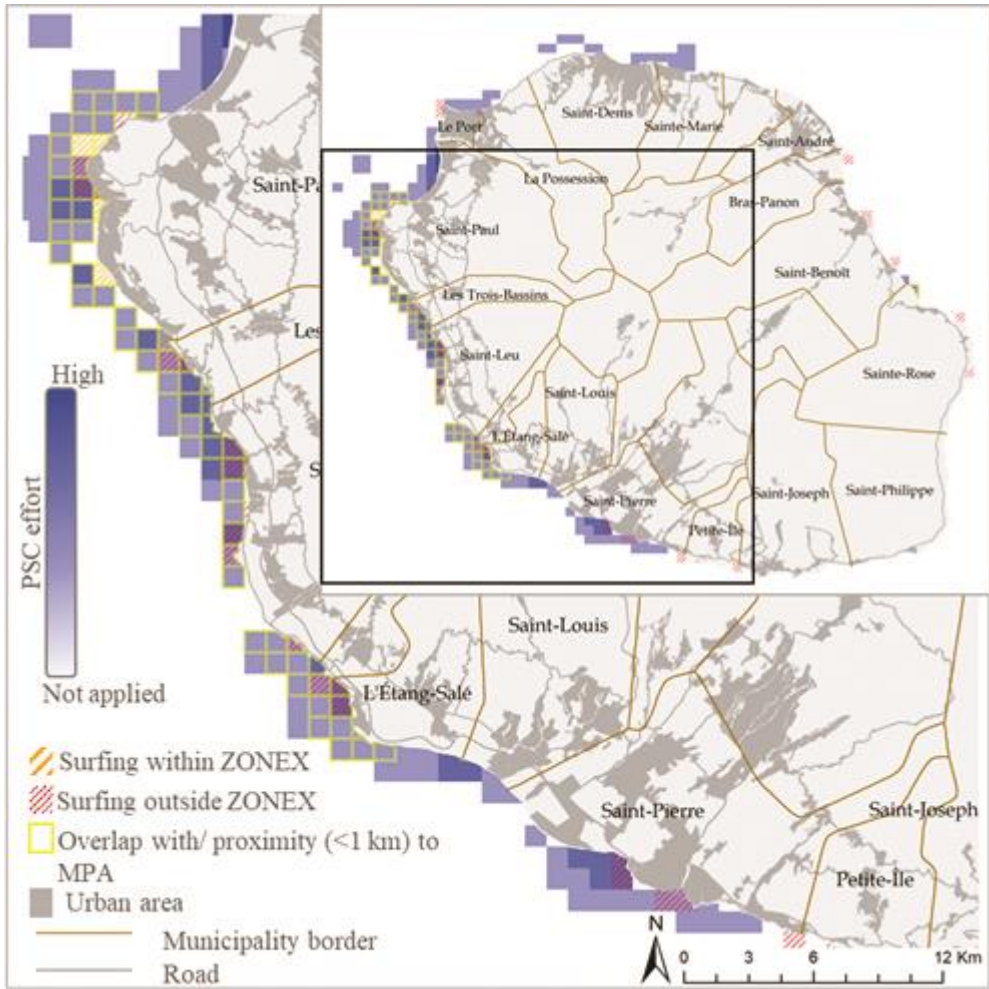 Le Port
Saint-Denis
Sainte-Marie
Saint-André
La Possession
Bras-Panon
Saint-Paul
Saint-Benoît
Les Trois-Bassins
Saint-Leu
Sainte-Rose
Saint-Louis
L'Étang-Salé
Saint-Pierre
Saint-Joseph
Saint-Philippe
Petite-Île
Saint-Pa
Les
S
High
PSC effort
Not applied
Saint-Louis
L'Étang-Salé
Saint-Pierre
Saint-Joseph
Petite-Île
Surfing within ZONEX
Surfing outside ZONEX
Overlap with/ proximity (<1 km) to
MPA
Urban area
Municipality border
Road
N
0 3 6 12 Km